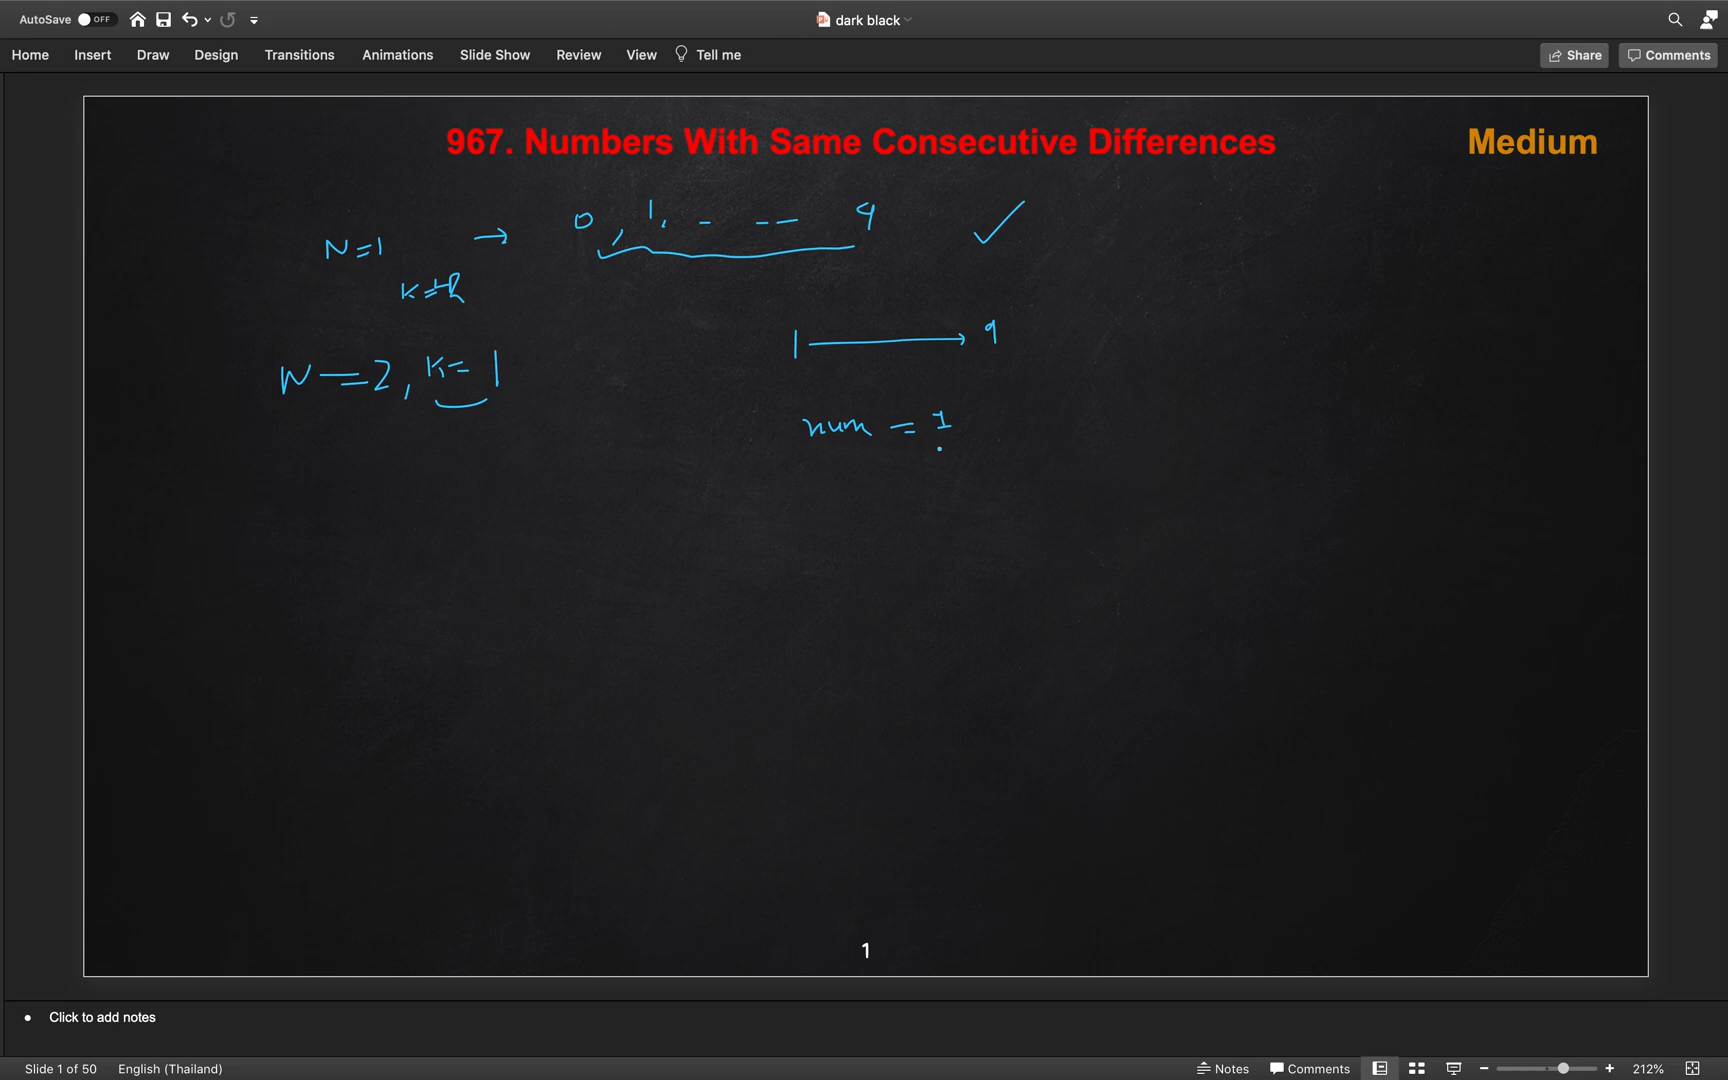 AutoSave OFF
dark black
Home Insert Draw Design Transitions Animations Slide Show Review View Tell me
Share Comments
967. Numbers With Same Consecutive Differences
Medium
N=1 → 0, 1, - -- 9
N=2, K=1
1 → 9
num = 1
1
Click to add notes
Slide 1 of 50 English (Thailand)
Notes Comments 212%